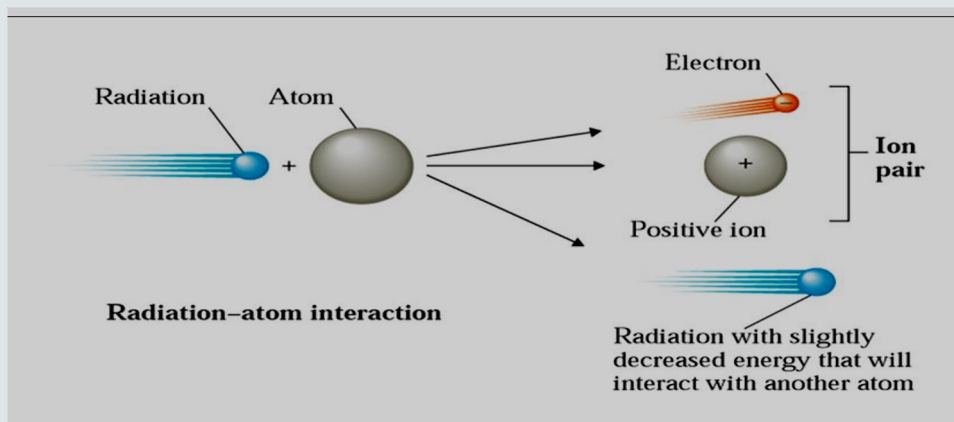 Radiation
Atom
+
Electron
−
+
Positive ion
Ion
pair
Radiation–atom interaction
Radiation with slightly
decreased energy that will
interact with another atom